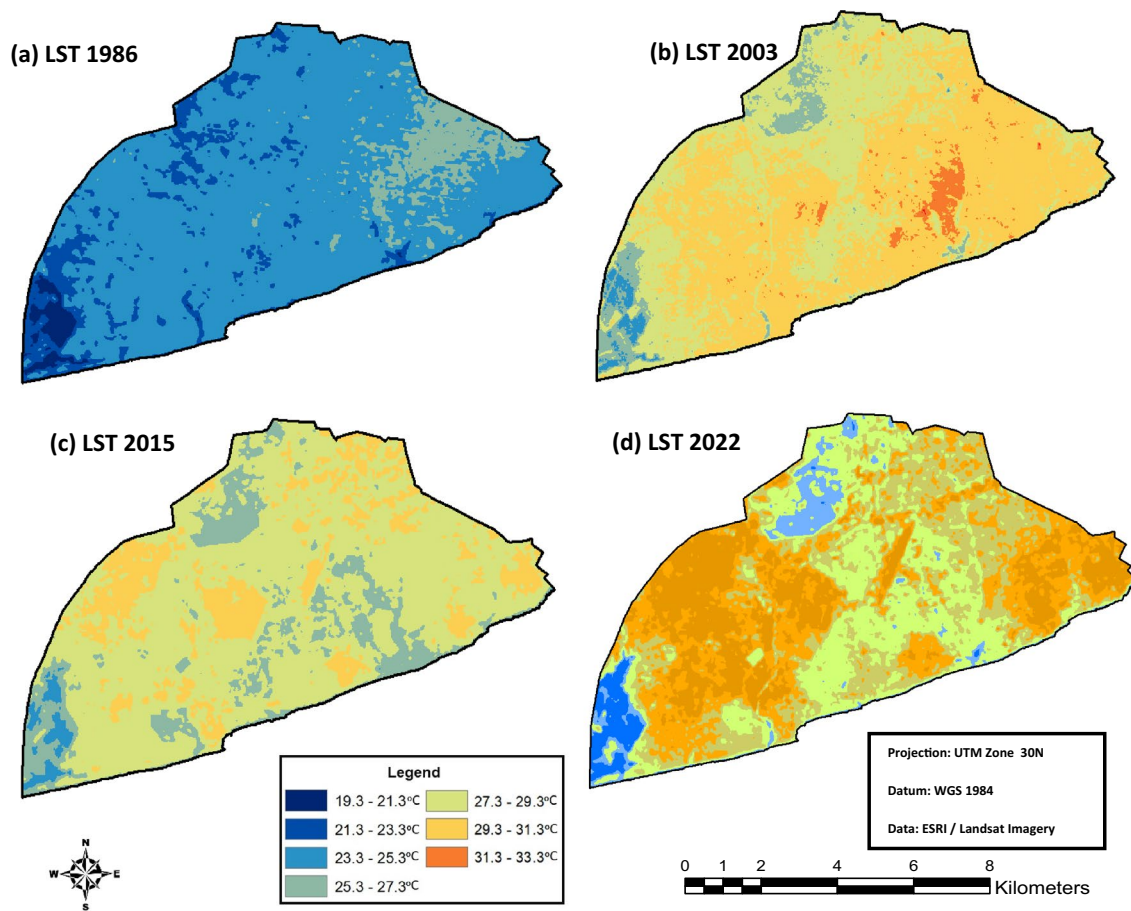 (a) LST 1986
(b) LST 2003
(c) LST 2015
(d) LST 2022
Legend
19.3 - 21.3ºC
27.3 - 29.3ºC
21.3 - 23.3ºC
29.3 - 31.3ºC
23.3 - 25.3ºC
31.3 - 33.3ºC
25.3 - 27.3ºC
Projection: UTM Zone 30N
Datum: WGS 1984
Data: ESRI / Landsat Imagery
N
W E
S
0 1 2 4 6 8
Kilometers